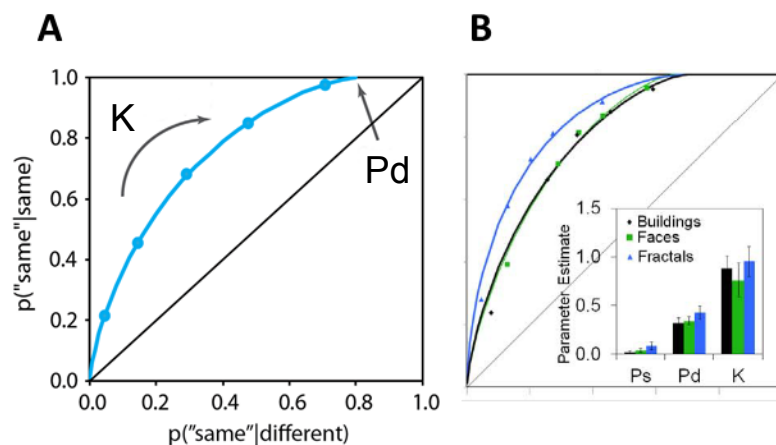 A
1.0
0.8
0.6
0.4
0.2
0.0
p("same"|same)
K
Pd
0.0 0.2 0.4 0.6 0.8 1.0
p("same"|different)
B
Buildings
Faces
Fractals
Parameter Estimate
1.5
1.0
0.5
0.0
Ps Pd K